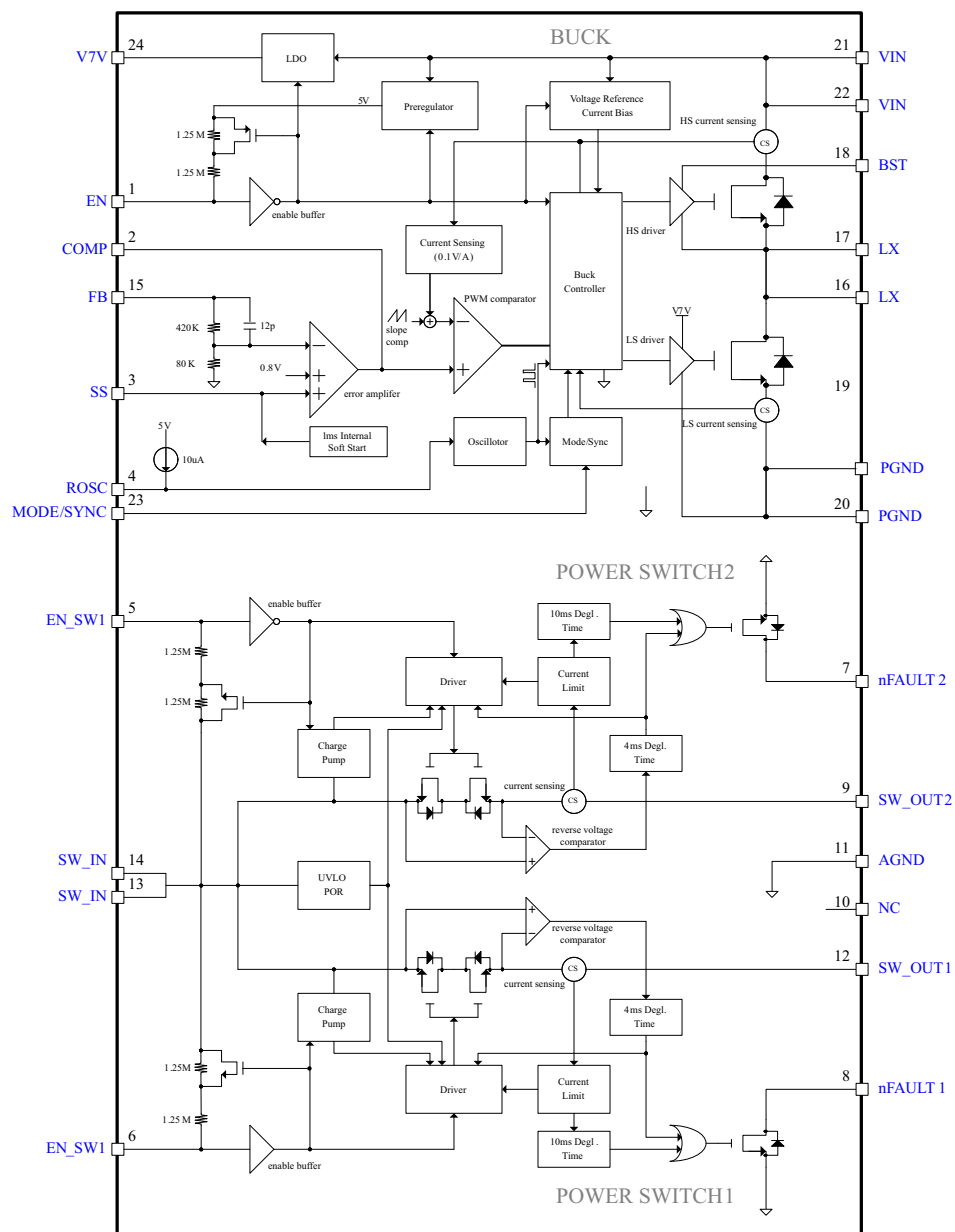 BUCK
V7V
24
LDO
21
VIN
5V
Preregulator
Voltage Reference
Current Bias
22
VIN
HS current sensing
1.25 M
CS
1.25 M
18
BST
EN
1
enable buffer
HS driver
COMP
2
Current Sensing
(0.1V/A)
Buck
Controller
17
LX
FB
15
PWM comparator
16
LX
slope
comp
V7V
420K
12p
LS driver
0.8V
80 K
SS
3
error amplifer
19
CS
LS current sensing
1ms Internal
Soft Start
Oscillotor
Mode/Sync
5V
10uA
ROSC
4
PGND
MODE/SYNC
23
20
PGND
POWER SWITCH2
EN_SW1
5
enable buffer
10ms Degl .
Time
1.25M
Driver
Current
Limit
7
nFAULT 2
1.25M
Charge
Pump
4ms Degl.
Time
current sensing
CS
9
SW_OUT2
reverse voltage
comparator
SW_IN
14
UVLO
POR
11
AGND
SW_IN
13
10
NC
reverse voltage
comparator
CS
current sensing
12
SW_OUT1
Charge
Pump
4ms Degl.
Time
1.25M
Driver
Current
Limit
8
nFAULT 1
1.25 M
EN_SW1
6
enable buffer
10ms Degl .
Time
POWER SWITCH1